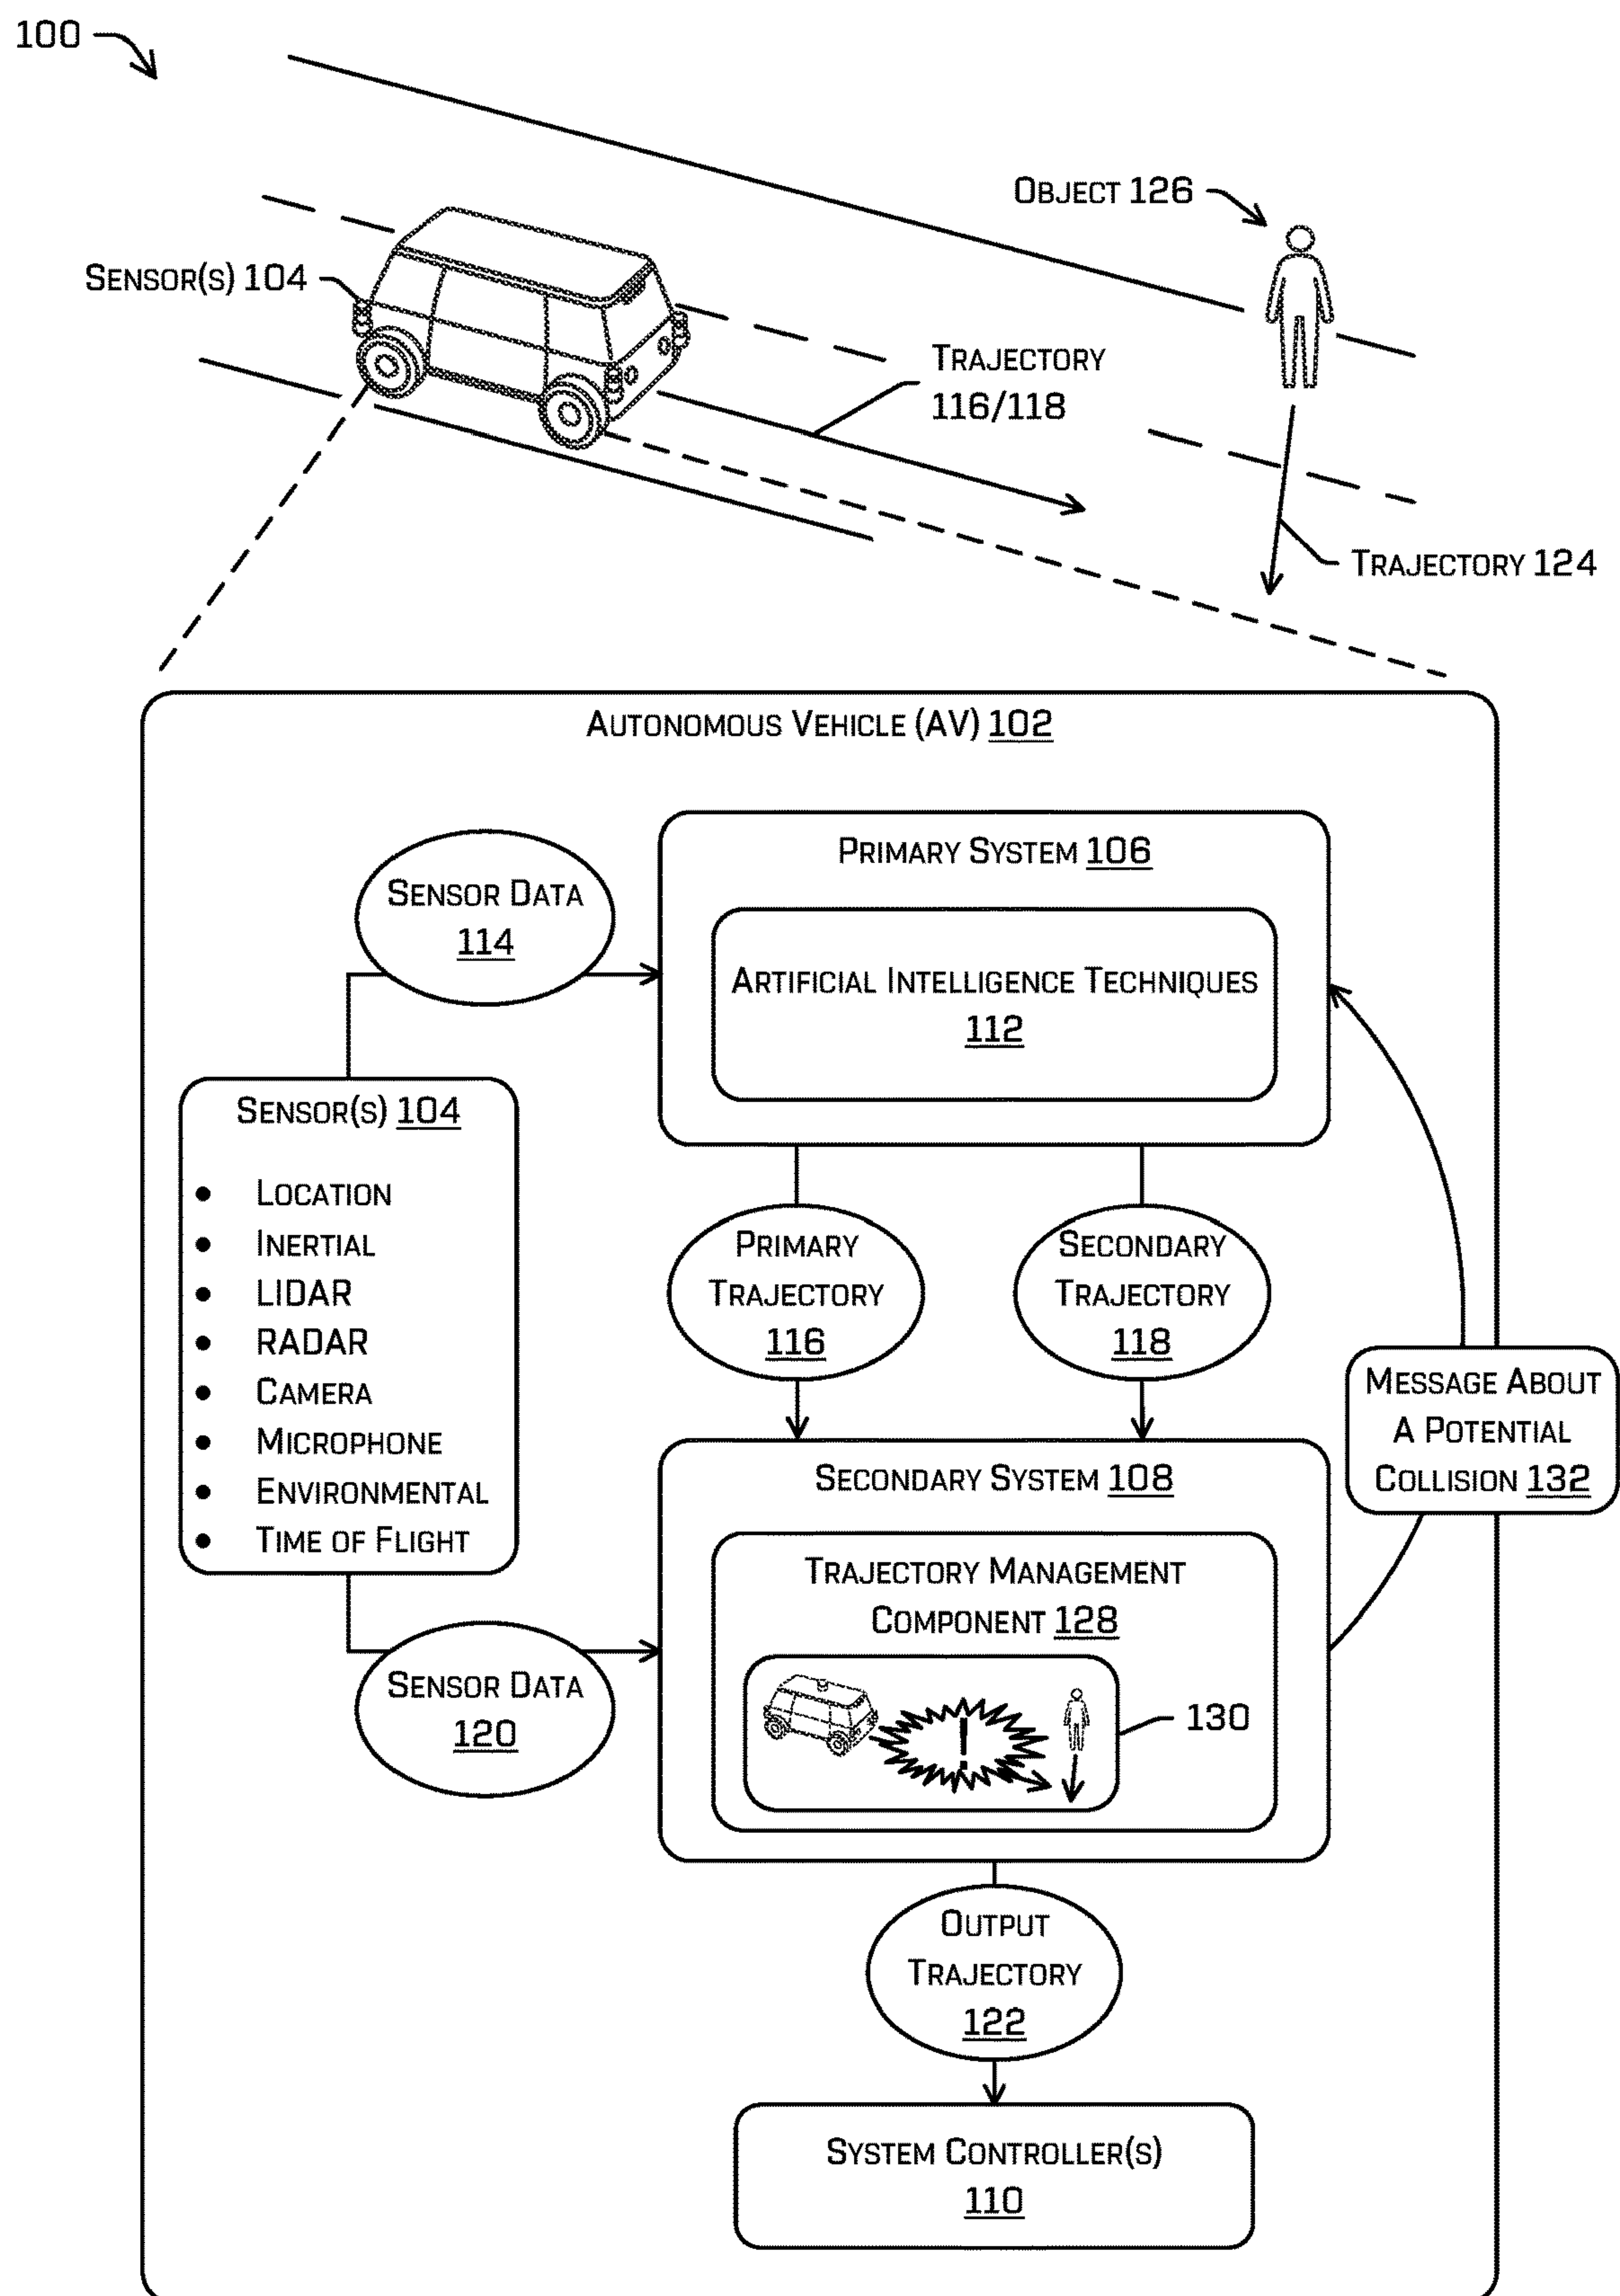 100
OBJECT 126
SENSOR(S) 104
TRAJECTORY
116/118
TRAJECTORY 124
AUTONOMOUS VEHICLE (AV) 102
PRIMARY SYSTEM 106
SENSOR DATA
114
ARTIFICIAL INTELLIGENCE TECHNIQUES
112
SENSOR(S) 104
• LOCATION
• INERTIAL
• LIDAR
• RADAR
• CAMERA
• MICROPHONE
• ENVIRONMENTAL
• TIME OF FLIGHT
PRIMARY
TRAJECTORY
116
SECONDARY
TRAJECTORY
118
MESSAGE ABOUT
A POTENTIAL
COLLISION 132
SECONDARY SYSTEM 108
TRAJECTORY MANAGEMENT
COMPONENT 128
SENSOR DATA
120
!
130
OUTPUT
TRAJECTORY
122
SYSTEM CONTROLLER(S)
110